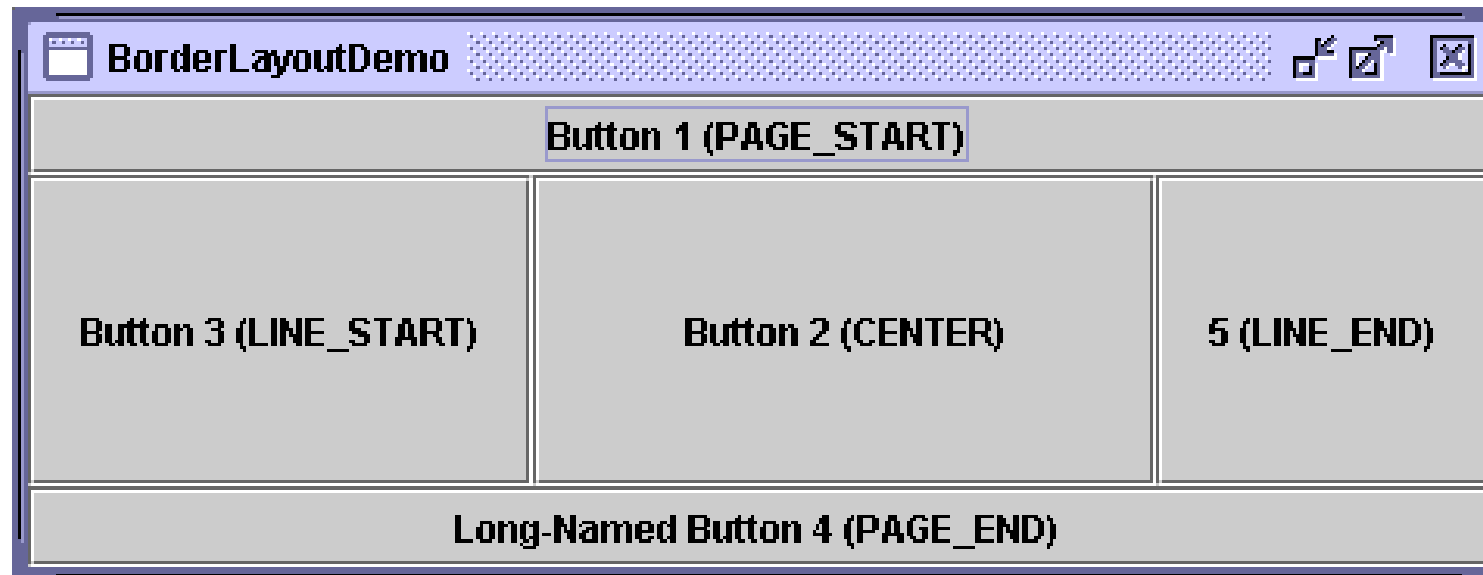 BorderLayoutDemo
Button 1 (PAGE_START)
Button 3 (LINE_START)
Button 2 (CENTER)
5 (LINE_END)
Long-Named Button 4 (PAGE_END)